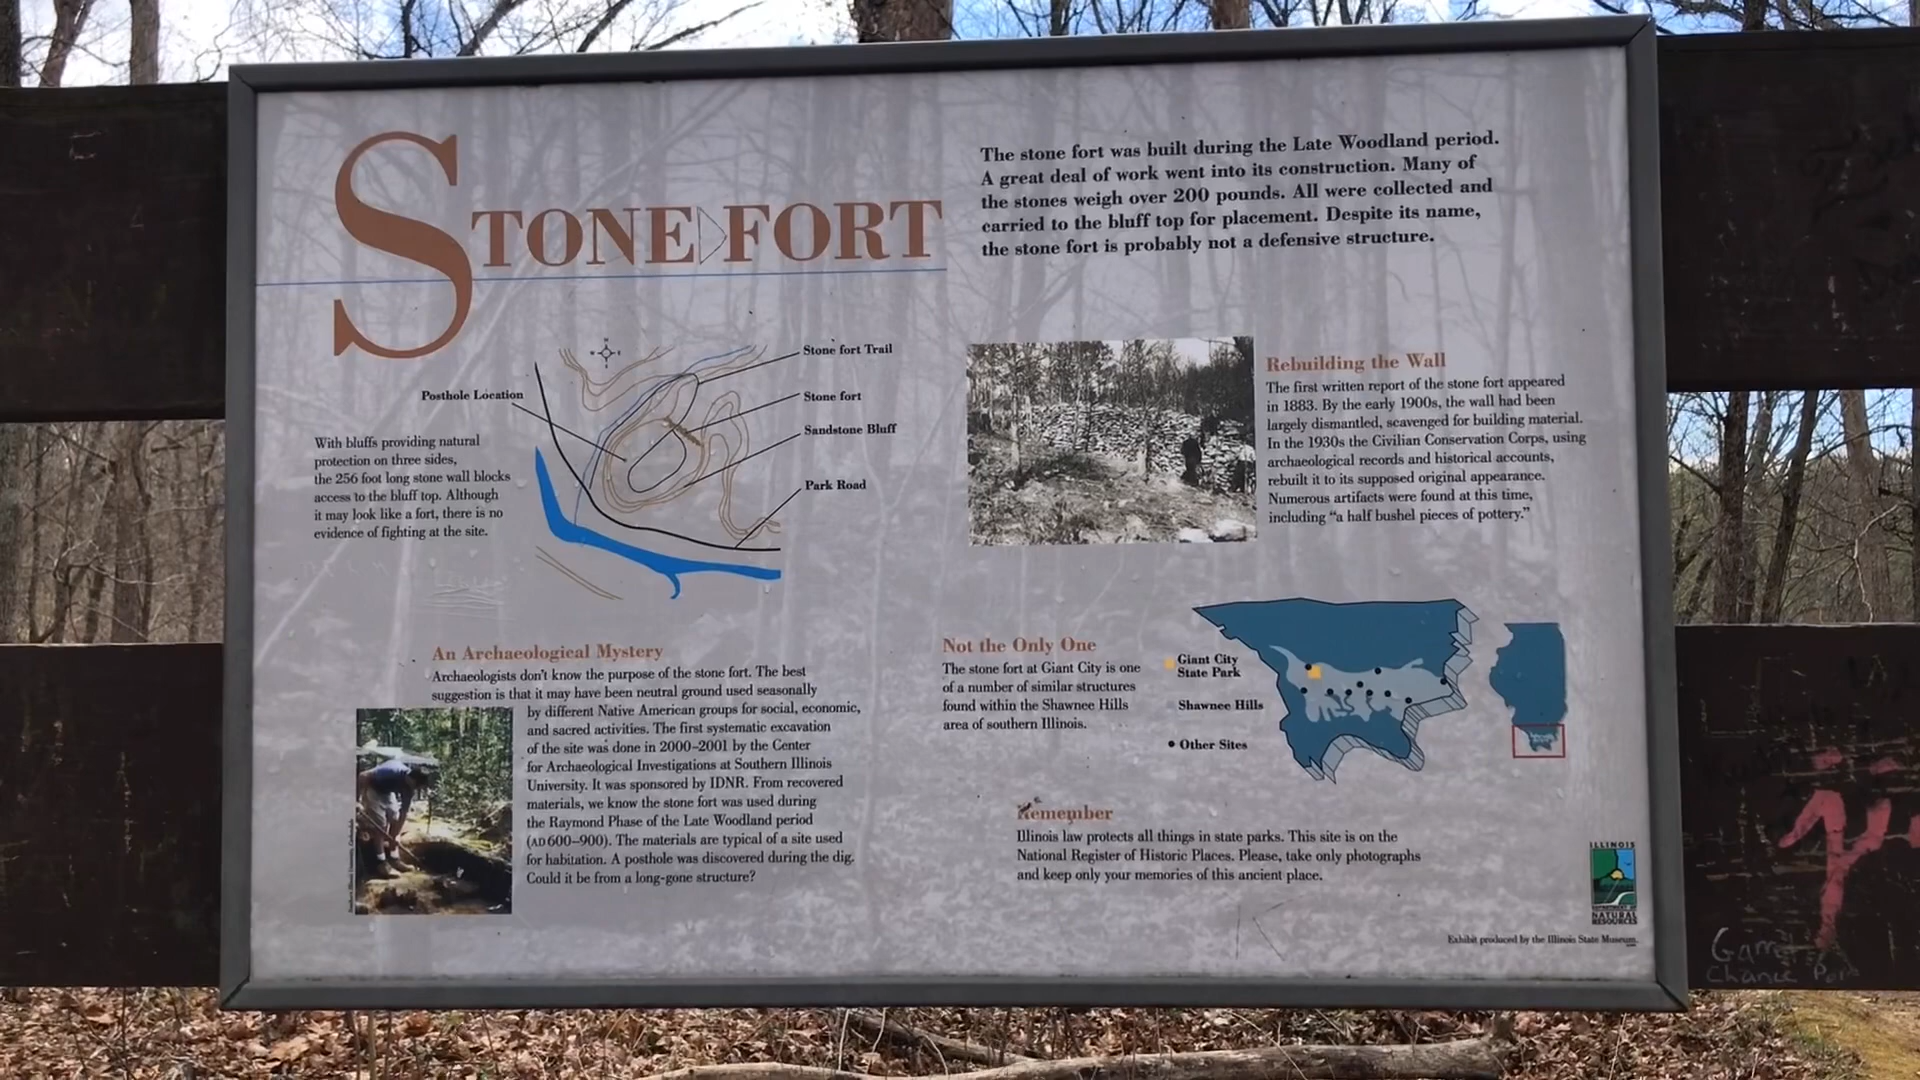 STONE FORT
The stone fort was built during the Late Woodland period.
A great deal of work went into its construction. Many of
the stones weigh over 200 pounds. All were collected and
carried to the bluff top for placement. Despite its name,
the stone fort is probably not a defensive structure.
With bluffs providing natural
protection on three sides,
the 256 foot long stone wall blocks
access to the bluff top. Although
it may look like a fort, there is no
evidence of fighting at the site.
Posthole Location
Stone fort Trail
Stone fort
Sandstone Bluff
Park Road
Rebuilding the Wall
The first written report of the stone fort appeared
in 1883. By the early 1900s, the wall had been
largely dismantled, scavenged for building material.
In the 1930s the Civilian Conservation Corps, using
archaeological records and historical accounts,
rebuilt it to its supposed original appearance.
Numerous artifacts were found at this time,
including “a half bushel pieces of pottery.”
An Archaeological Mystery
Archaeologists don't know the purpose of the stone fort. The best
suggestion is that it may have been neutral ground used seasonally
by different Native American groups for social, economic,
and sacred activities. The first systematic excavation
of the site was done in 2000–2001 by the Center
for Archaeological Investigations at Southern Illinois
University. It was sponsored by IDNR. From recovered
materials, we know the stone fort was used during
the Raymond Phase of the Late Woodland period
(AD 600–900). The materials are typical of a site used
for habitation. A posthole was discovered during the dig.
Could it be from a long-gone structure?
Not the Only One
The stone fort at Giant City is one
of a number of similar structures
found within the Shawnee Hills
area of southern Illinois.
Giant City
State Park
Shawnee Hills
Other Sites
Remember
Illinois law protects all things in state parks. This site is on the
National Register of Historic Places. Please, take only photographs
and keep only your memories of this ancient place.
ILLINOIS
DEPARTMENT OF
NATURAL
RESOURCES
Exhibit produced by the Illinois State Museum.
Chance